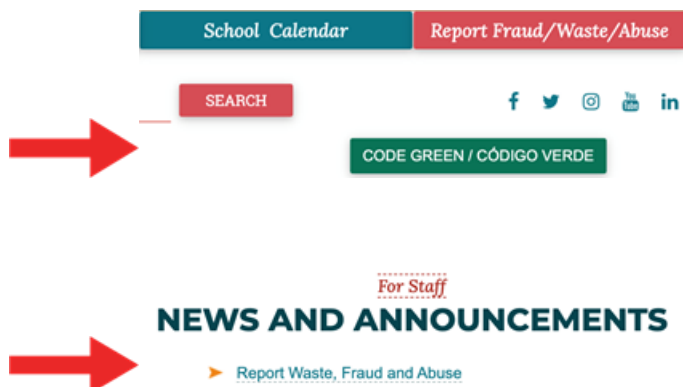 School Calendar
Report Fraud/Waste/Abuse
SEARCH
CODE GREEN / CÓDIGO VERDE
For Staff
NEWS AND ANNOUNCEMENTS
Report Waste, Fraud and Abuse